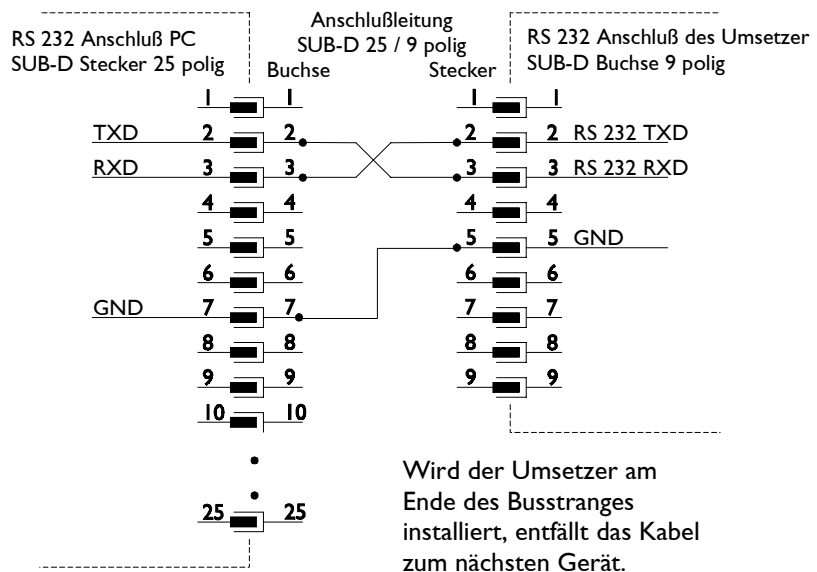 RS 232 Anschluß PC
SUB-D Stecker 25 polig
Anschlußleitung
SUB-D 25 / 9 polig
Buchse
Stecker
RS 232 Anschluß des Umsetzer
SUB-D Buchse 9 polig
1 1 1 1
TXD 2 2 2 2 RS 232 TXD
RXD 3 3 3 3 RS 232 RXD
4 4 4 4
5 5 5 5 GND
6 6 6 6
GND 7 7 7 7
8 8 8 8
9 9 9 9
10 10
25 25
Wird der Umsetzer am
Ende des Busstranges
installiert, entfällt das Kabel
zum nächsten Gerät.